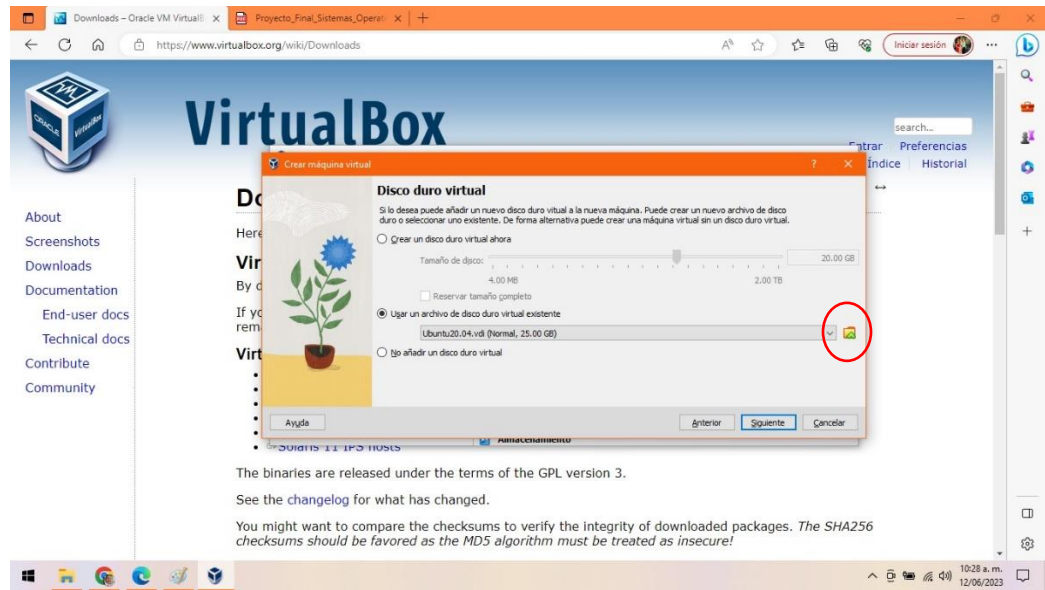 Downloads – Oracle VM VirtualB
Proyecto_Final_Sistemas_Operati
https://www.virtualbox.org/wiki/Downloads
Iniciar sesión
VirtualBox
search...
Entrar Preferencias
Índice Historial
About
Screenshots
Downloads
Documentation
End-user docs
Technical docs
Contribute
Community
Do
Here
Vir
By d
If yo
rem
Virt
Crear máquina virtual
Disco duro virtual
Si lo desea puede añadir un nuevo disco duro vitual a la nueva máquina. Puede crear un nuevo archivo de disco
duro o seleccionar uno existente. De forma alternativa puede crear una máquina virtual sin un disco duro virtual.
Crear un disco duro virtual ahora
Tamaño de disco:
20.00 GB
4.00 MB 2.00 TB
Reservar tamaño completo
Usar un archivo de disco duro virtual existente
Ubuntu20.04.vdi (Normal, 25.00 GB)
No añadir un disco duro virtual
Ayuda Anterior Siguiente Cancelar
Almacenamiento
Solaris 11 IPS hosts
The binaries are released under the terms of the GPL version 3.
See the changelog for what has changed.
You might want to compare the checksums to verify the integrity of downloaded packages. The SHA256
checksums should be favored as the MD5 algorithm must be treated as insecure!
10:28 a. m.
12/06/2023